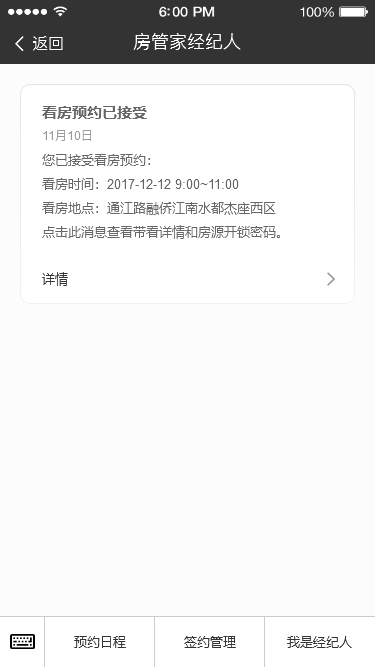 6:00 PM 100%
返回 房管家经纪人
看房预约已接受
11月10日
您已接受看房预约：
看房时间：2017-12-12 9:00~11:00
看房地点：通江路融侨江南水都杰座西区
点击此消息查看带看详情和房源开锁密码。
详情
预约日程 签约管理 我是经纪人